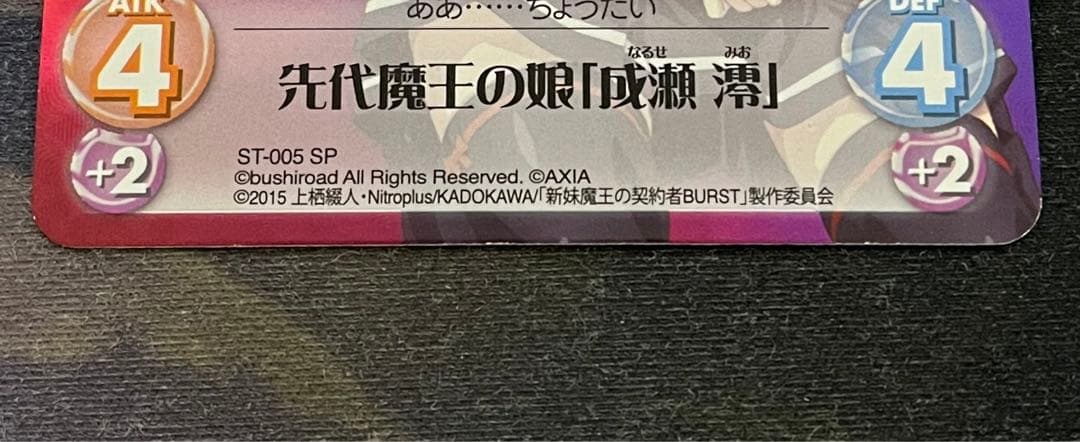 ああ……ちょうだい
ATK
4
DEF
4
なるせ みお
先代魔王の娘「成瀬 澪」
+2
+2
ST-005 SP
©bushiroad All Rights Reserved. ©AXIA
©2015 上栖綴人・Nitroplus/KADOKAWA/「新妹魔王の契約者BURST」製作委員会